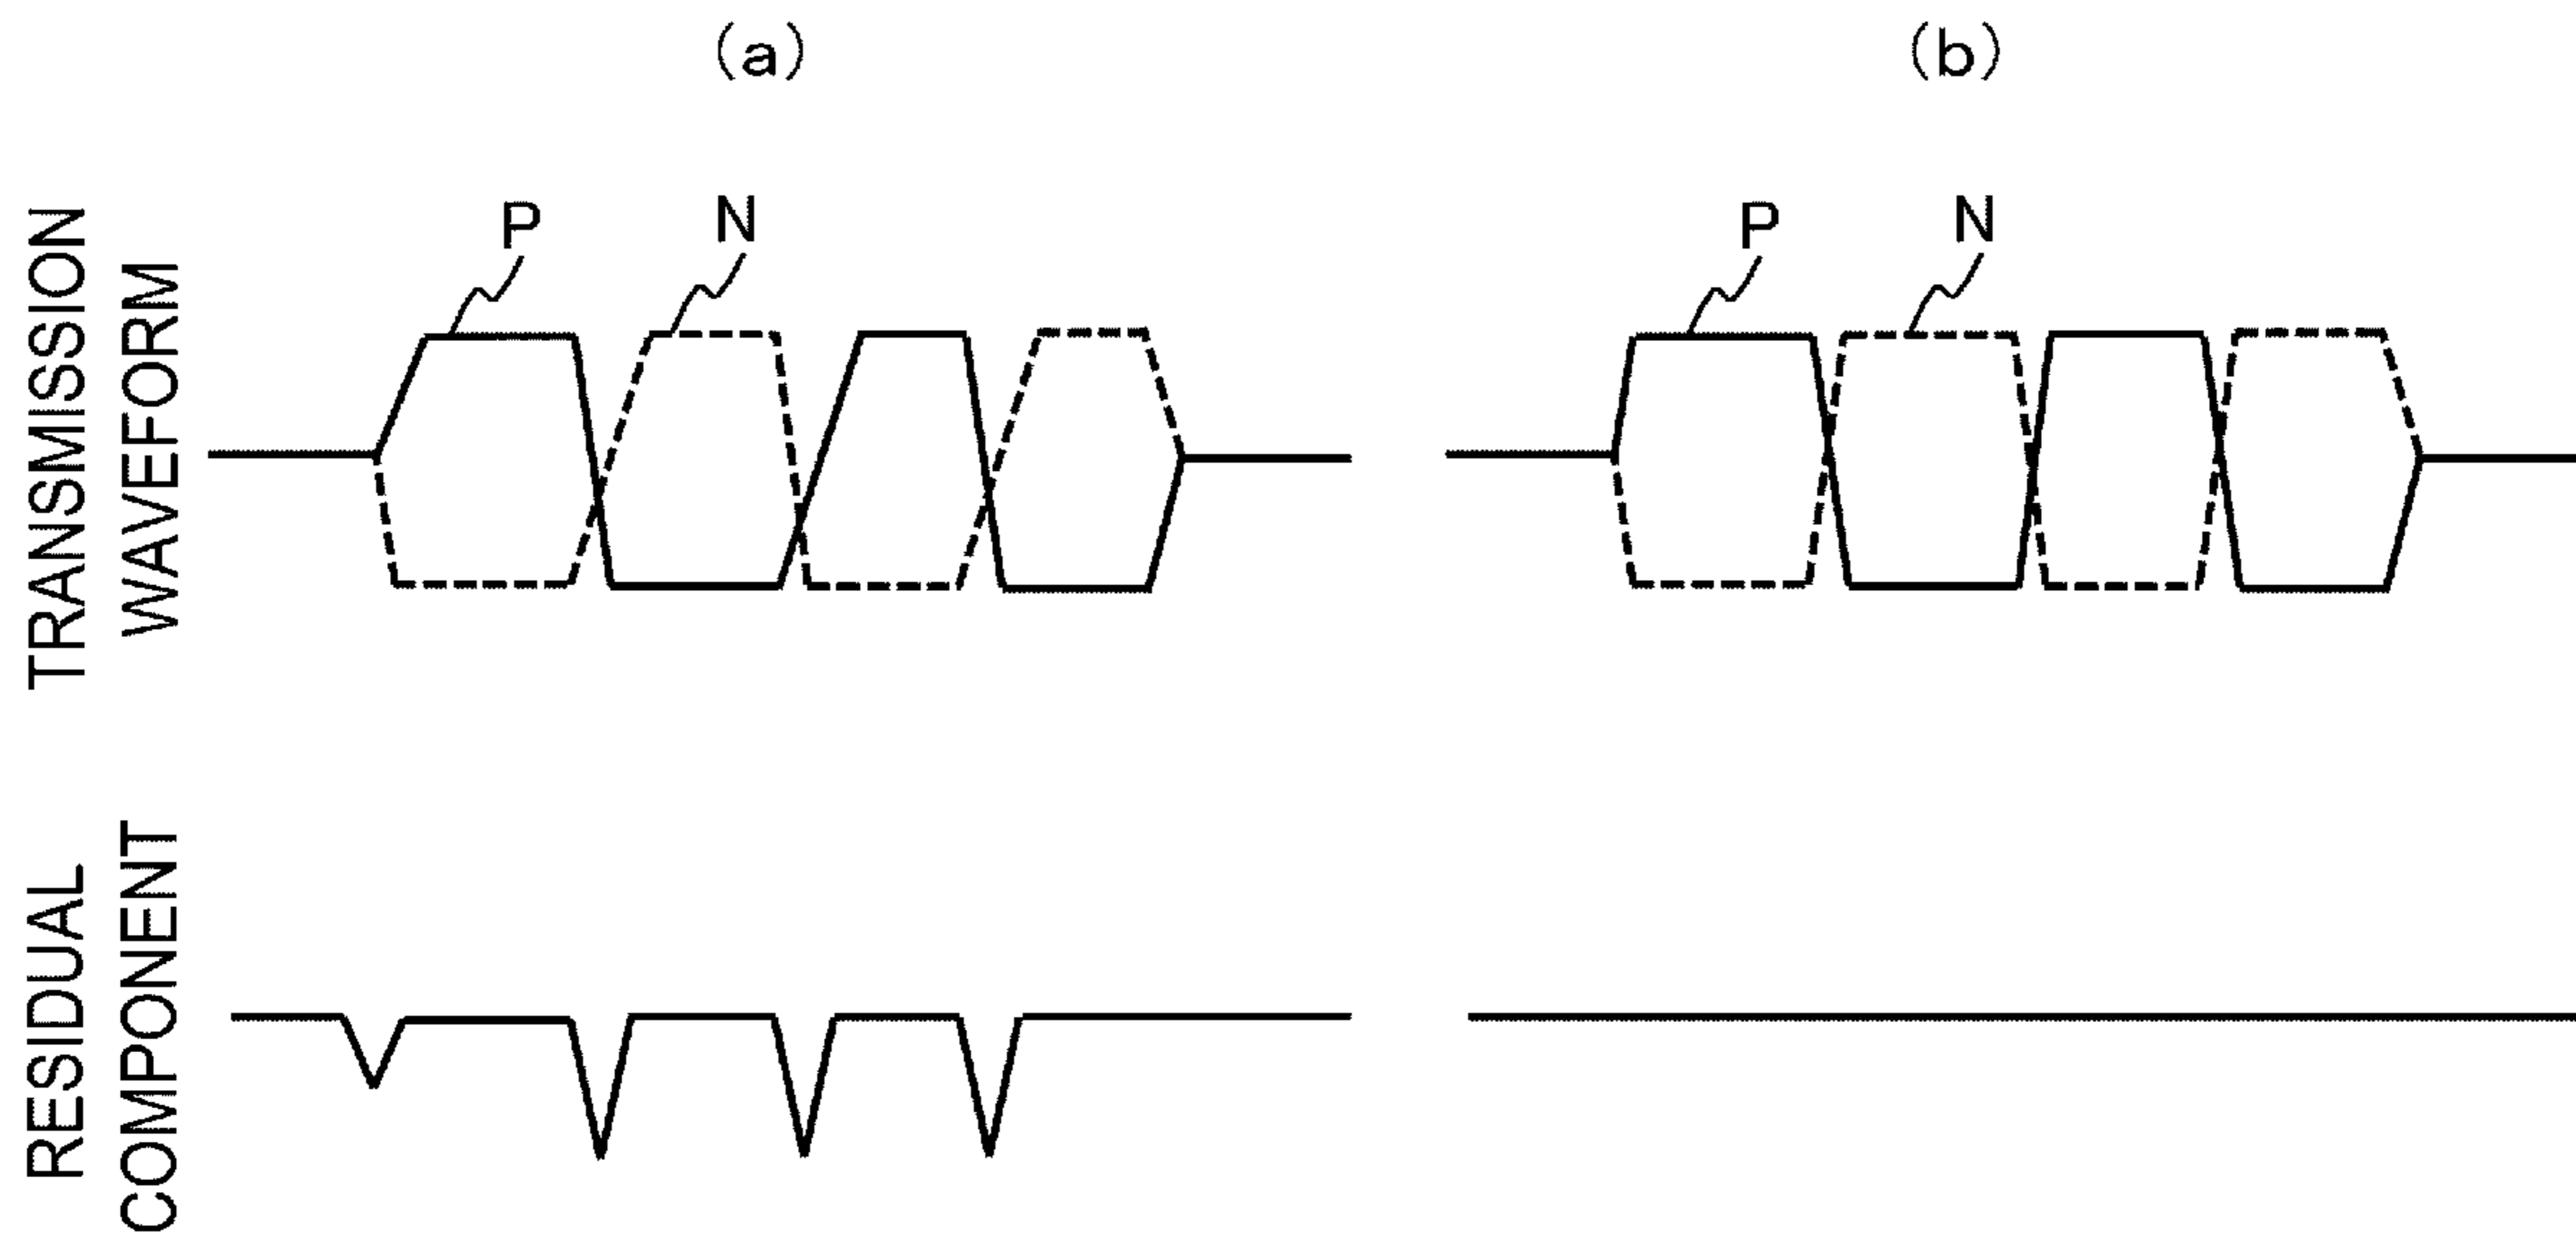 (a)
(b)
TRANSMISSION
WAVEFORM
P
N
P
N
RESIDUAL
COMPONENT